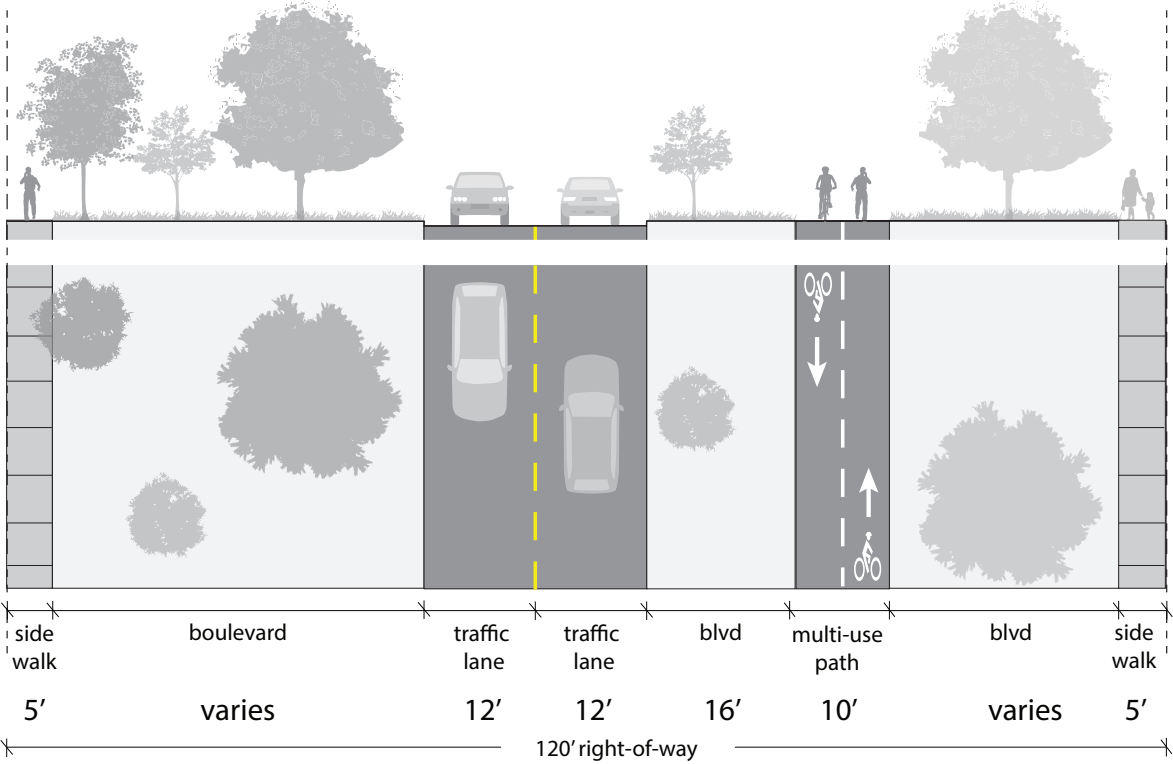 side
walk
boulevard
traffic
lane
traffic
lane
blvd
multi-use
path
blvd
side
walk
5’
varies
12’
12’
16’
10’
varies
5’
120’ right-of-way